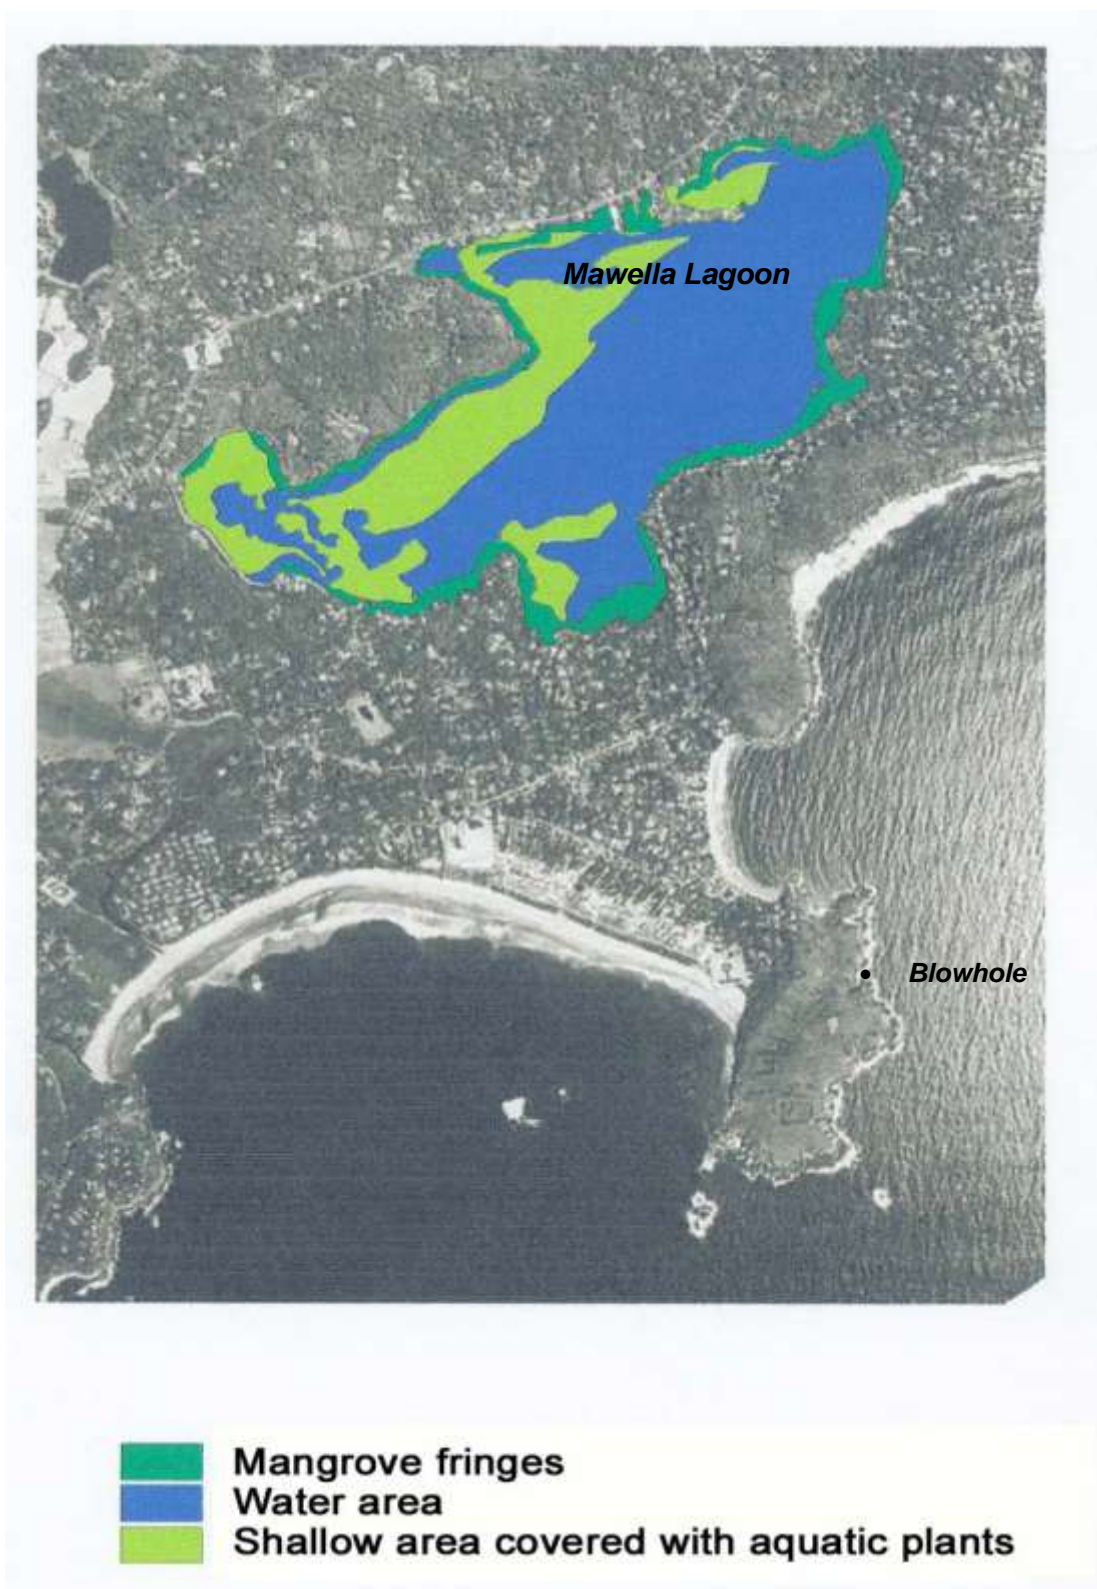 Mawella Lagoon
Blowhole
Mangrove fringes
Water area
Shallow area covered with aquatic plants